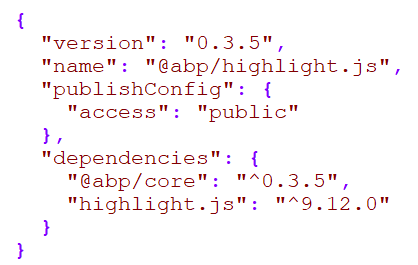 {
  "version": "0.3.5",
  "name": "@abp/highlight.js",
  "publishConfig": {
    "access": "public"
  },
  "dependencies": {
    "@abp/core": "^0.3.5",
    "highlight.js": "^9.12.0"
  }
}